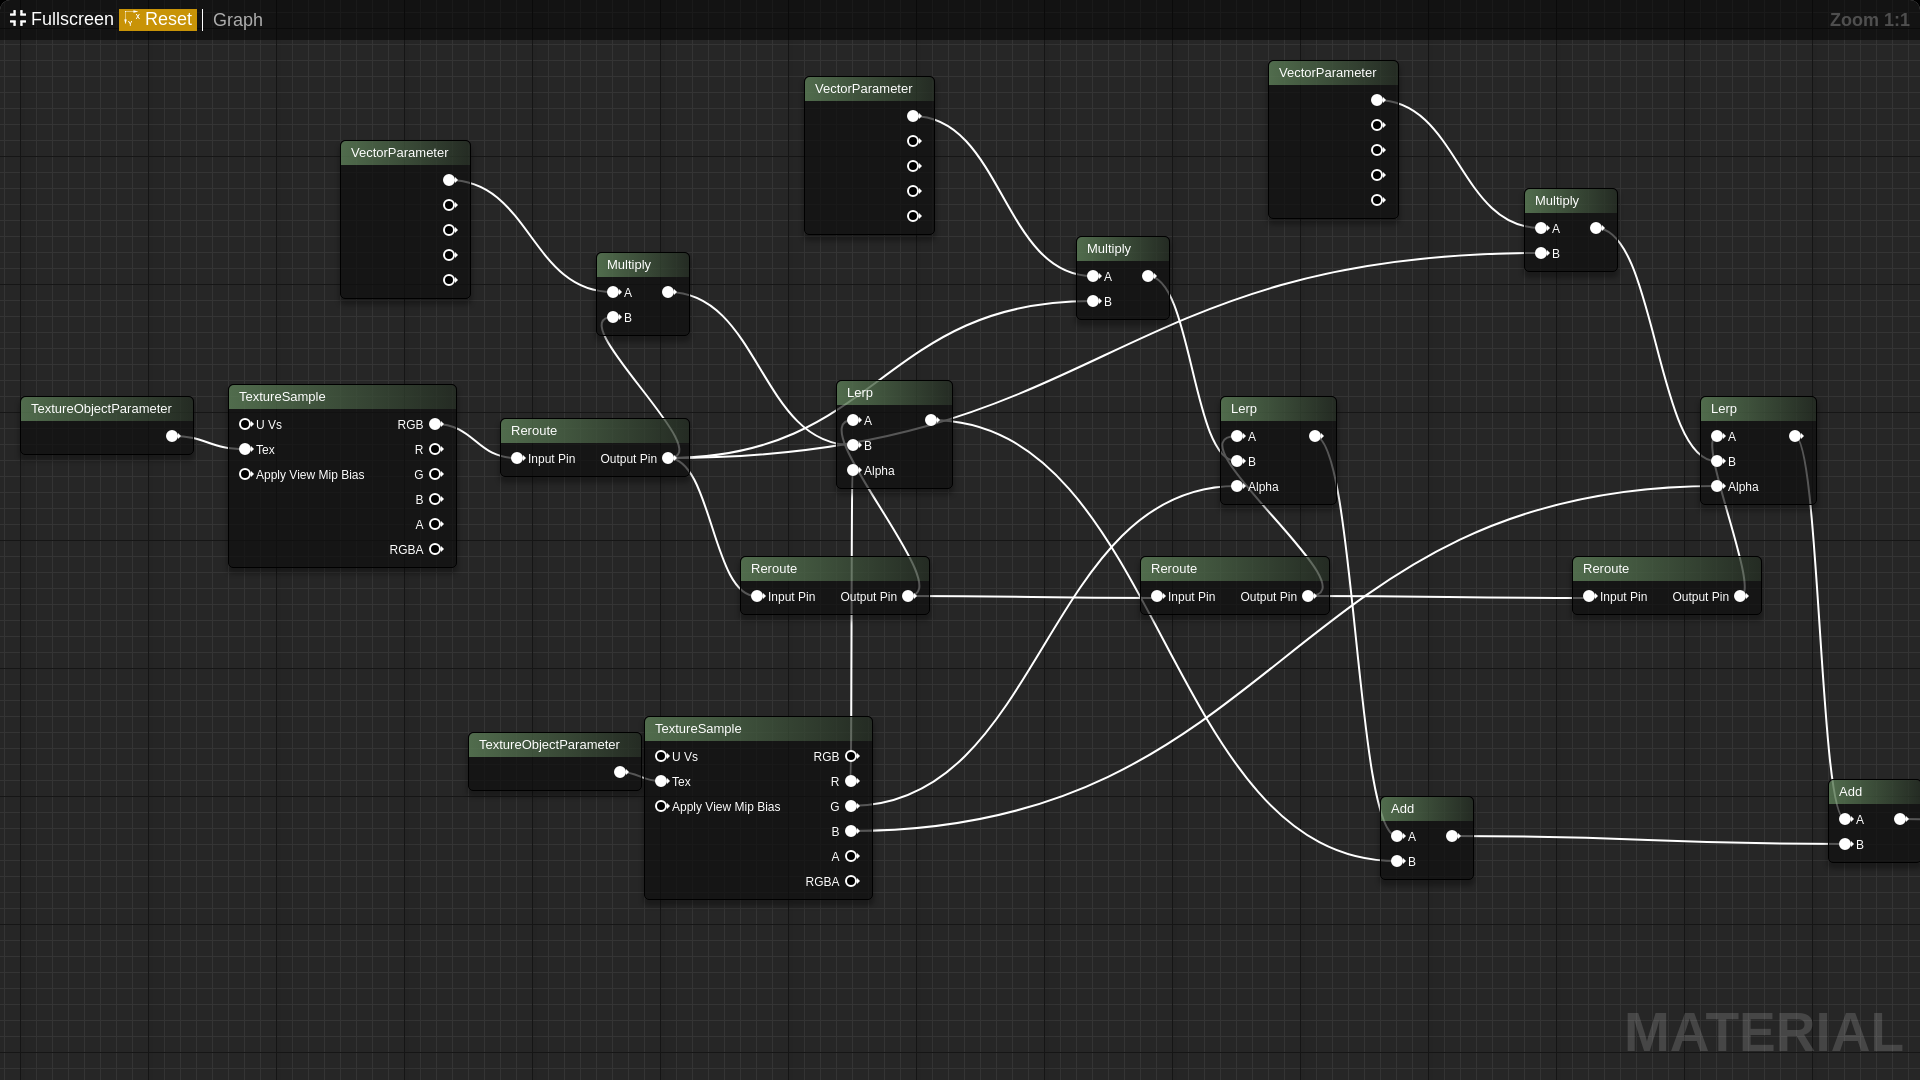 Fullscreen Reset Graph
Zoom 1:1
VectorParameter
VectorParameter
VectorParameter
Multiply
A
B
Multiply
A
B
Multiply
A
B
TextureObjectParameter
TextureSample
U Vs RGB
Tex R
Apply View Mip Bias G
B
A
RGBA
Reroute
Input Pin Output Pin
Lerp
A
B
Alpha
Lerp
A
B
Alpha
Lerp
A
B
Alpha
Reroute
Input Pin Output Pin
Reroute
Input Pin Output Pin
Reroute
Input Pin Output Pin
TextureObjectParameter
TextureSample
U Vs RGB
Tex R
Apply View Mip Bias G
B
A
RGBA
Add
A
B
Add
A
B
MATERIAL